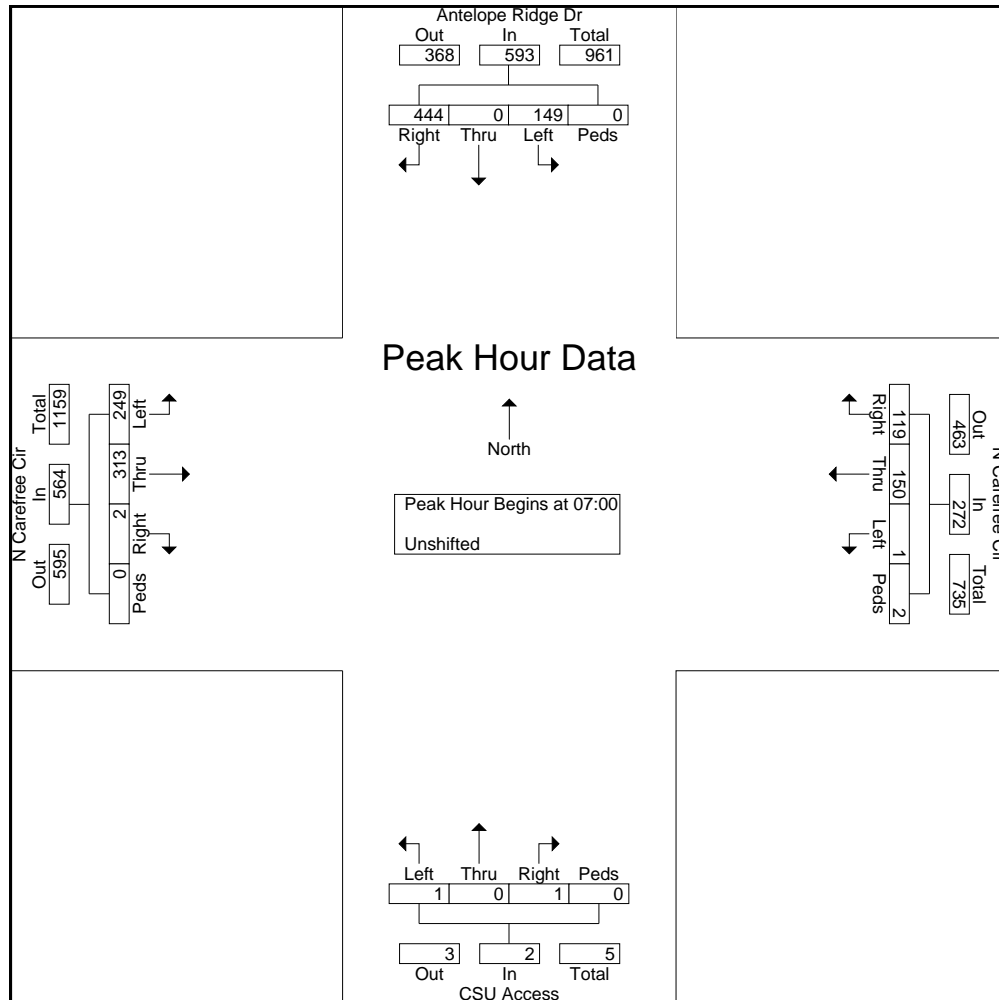 Antelope Ridge Dr
Out In Total
368 593 961
444 0 149 0
Right Thru Left Peds
Peak Hour Data
North
Peak Hour Begins at 07:00
Unshifted
N Carefree Cir
Total In Out
1159 564 595
249 313 2 0
Left Thru Right Peds
N Carefree Cir
Out In Total
463 272 735
119 150 1 2
Right Thru Left Peds
Left Thru Right Peds
1 0 1 0
3 2 5
Out In Total
CSU Access